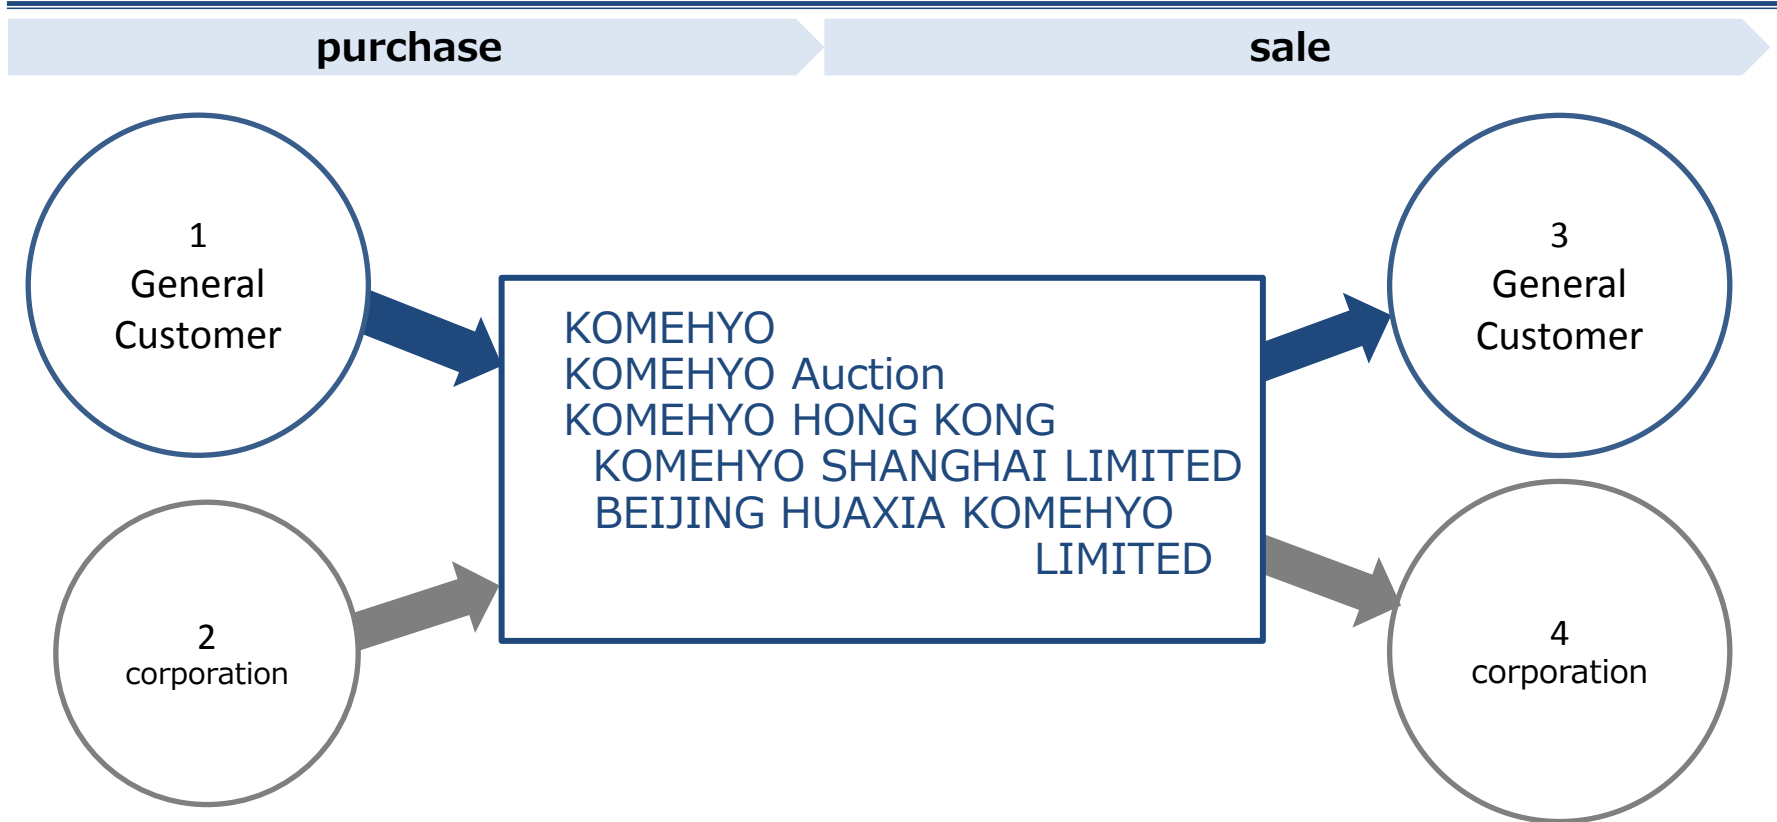 purchase
sale
1
General
Customer
2
corporation
KOMEHYO
KOMEHYO Auction
KOMEHYO HONG KONG
KOMEHYO SHANGHAI LIMITED
BEIJING HUAXIA KOMEHYO
LIMITED
3
General
Customer
4
corporation